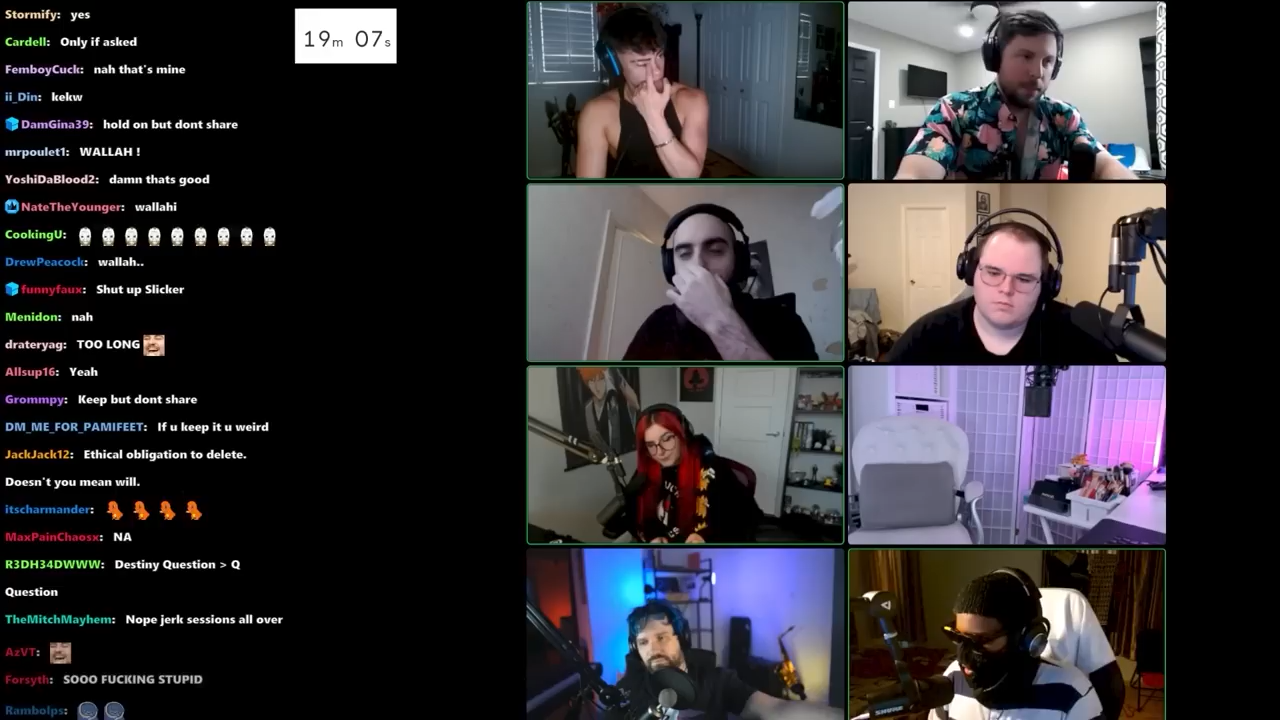 Stormify: yes
19m 07s
Cardell: Only if asked
FemboyCuck: nah that's mine
ii_Din: kekw
DamGina39: hold on but dont share
mrpoulet1: WALLAH !
YoshiDaBlood2: damn thats good
NateTheYounger: wallahi
CookingU:
DrewPeacock: wallah..
funnyfaux: Shut up Slicker
Menidon: nah
drateryag: TOO LONG
Allsup16: Yeah
Grommpy: Keep but dont share
DM_ME_FOR_PAMIFEET: If u keep it u weird
JackJack12: Ethical obligation to delete.
Doesn't you mean will.
itscharmander:
MaxPainChaosx: NA
R3DH34DWWW: Destiny Question > Q
Question
TheMitchMayhem: Nope jerk sessions all over
AzVT:
Forsyth: SOOO FUCKING STUPID
Rambolps:
SHURE